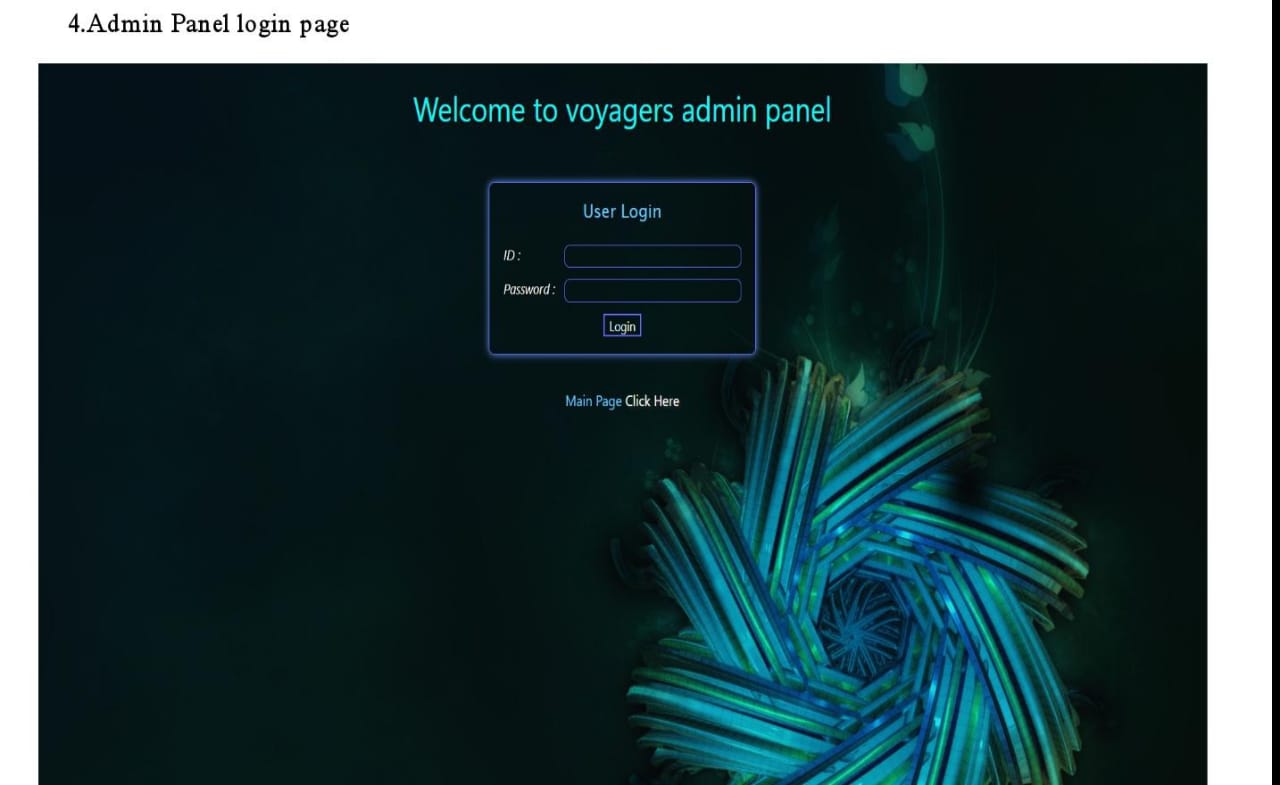 4.Admin Panel login page
Welcome to voyagers admin panel
User Login
ID :
Password :
Login
Main Page Click Here